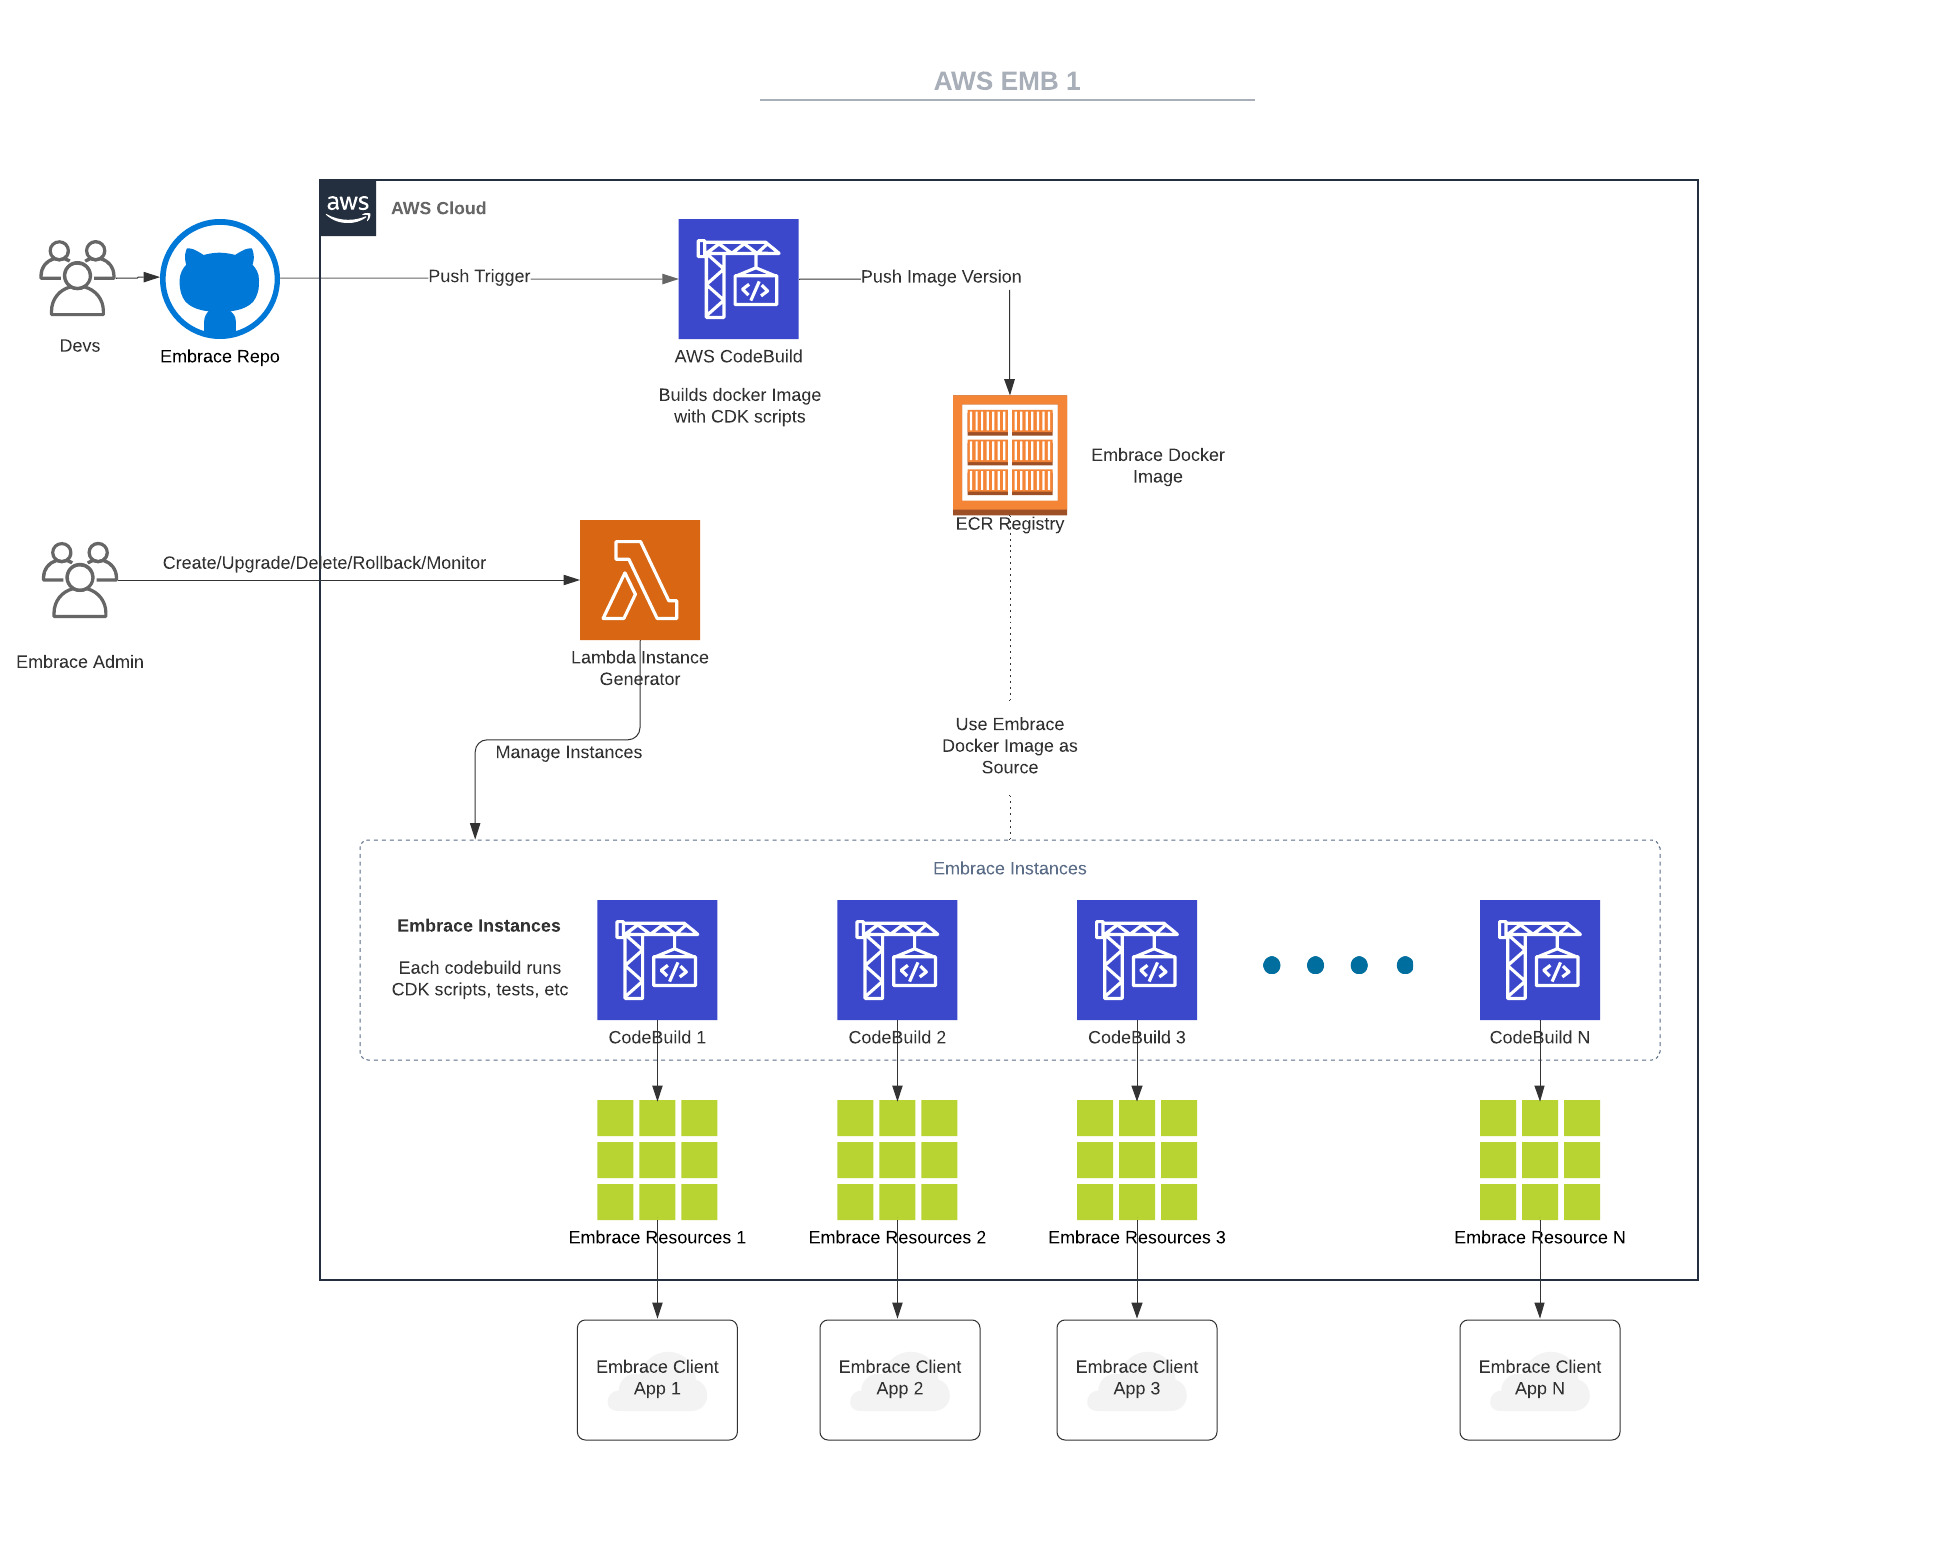 AWS EMB 1
aws
AWS Cloud
Devs
Embrace Repo
Push Trigger
AWS CodeBuild
Builds docker Image
with CDK scripts
Push Image Version
Embrace Docker
Image
ECR Registry
Embrace Admin
Create/Upgrade/Delete/Rollback/Monitor
Lambda Instance
Generator
Manage Instances
Use Embrace
Docker Image as
Source
Embrace Instances
Embrace Instances
Each codebuild runs
CDK scripts, tests, etc
</>
</>
</>
</>
</>
CodeBuild 1
CodeBuild 2
CodeBuild 3
CodeBuild N
Embrace Resources 1
Embrace Resources 2
Embrace Resources 3
Embrace Resource N
Embrace Client
App 1
Embrace Client
App 2
Embrace Client
App 3
Embrace Client
App N